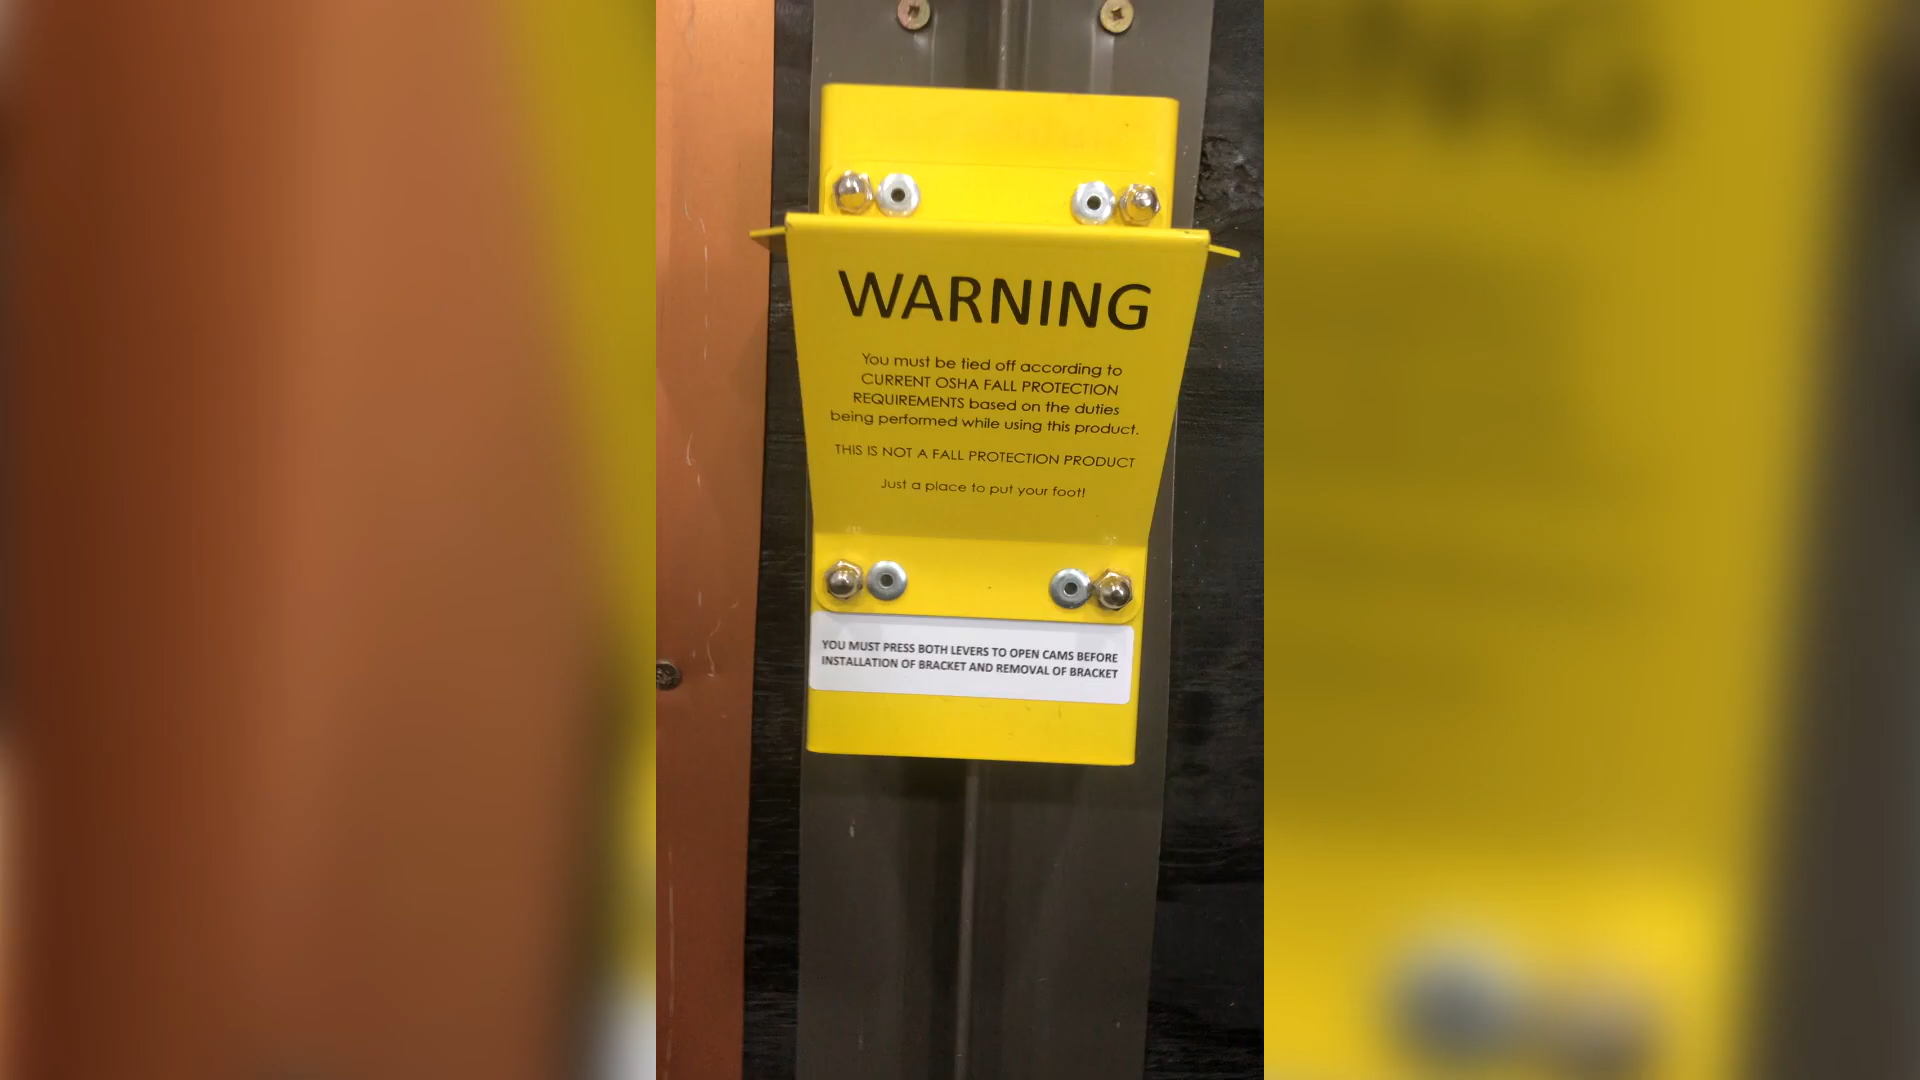 WARNING
You must be tied off according to
CURRENT OSHA FALL PROTECTION
REQUIREMENTS based on the duties
being performed while using this product.
THIS IS NOT A FALL PROTECTION PRODUCT
Just a place to put your foot!
YOU MUST PRESS BOTH LEVERS TO OPEN CAMS BEFORE
INSTALLATION OF BRACKET AND REMOVAL OF BRACKET